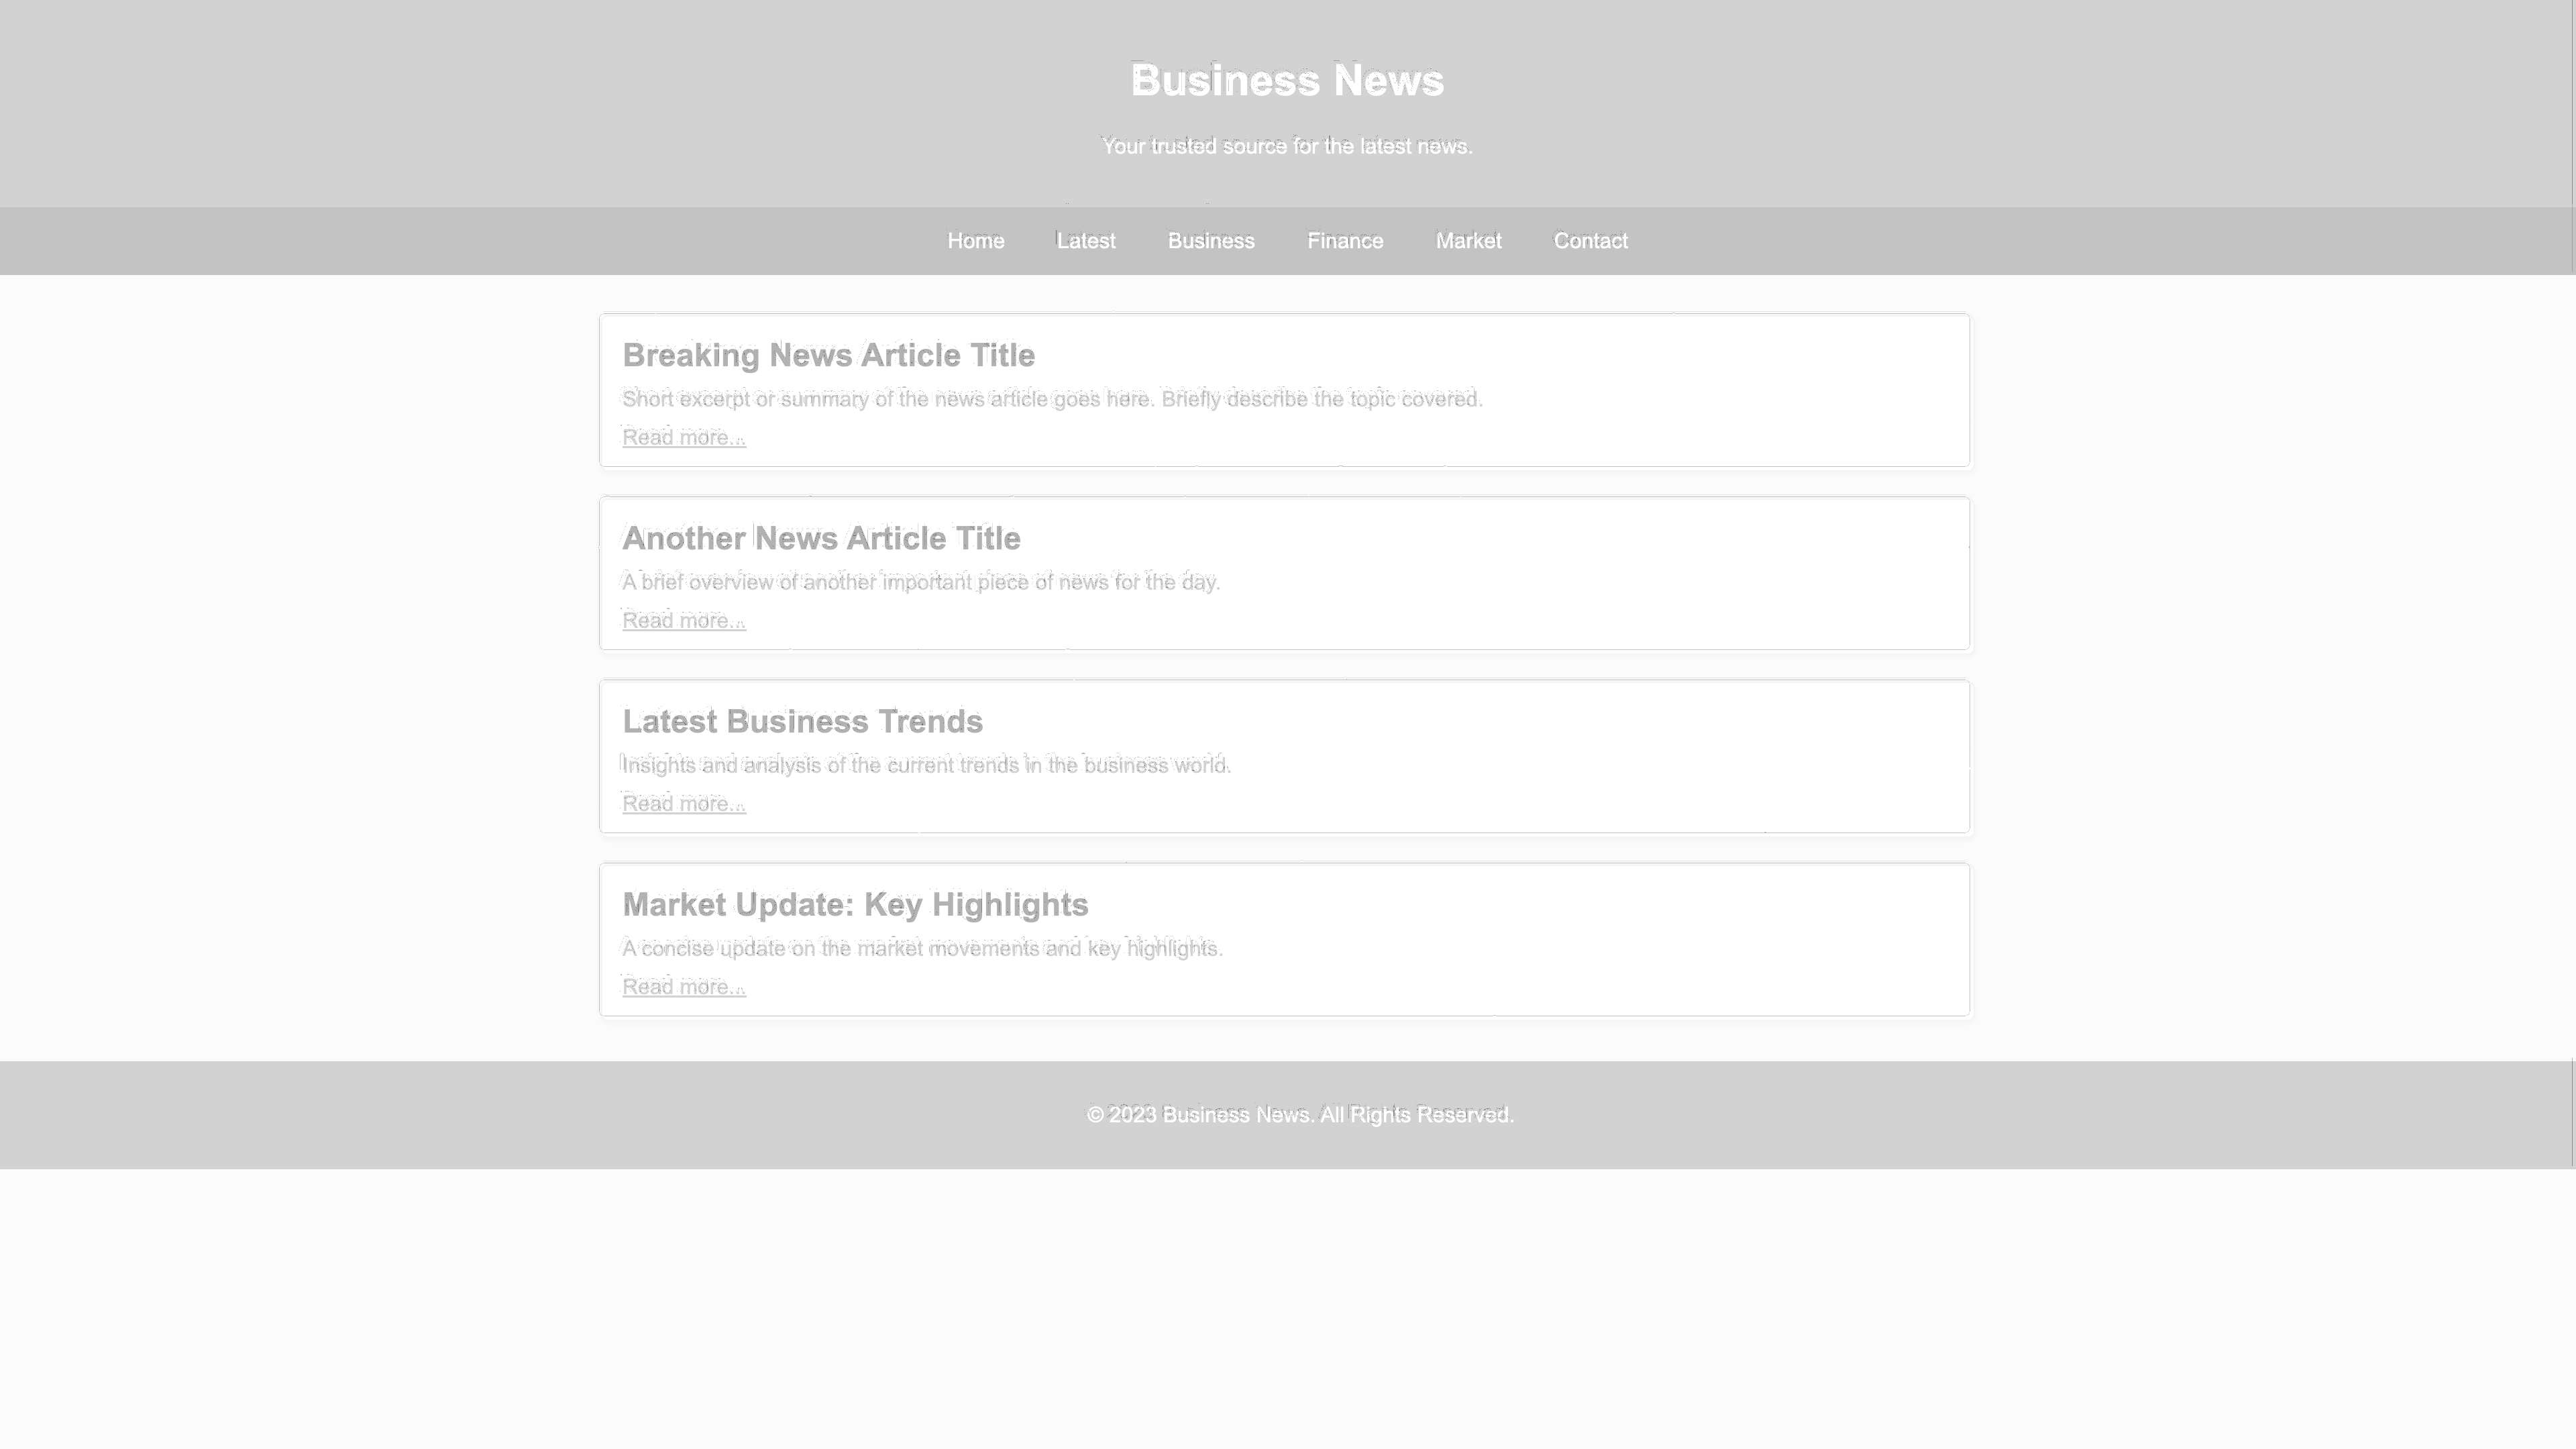 Business News
Your trusted source for the latest news.
Home Latest Business Finance Market Contact
Breaking News Article Title
Short excerpt or summary of the news article goes here. Briefly describe the topic covered.
Read more...
Another News Article Title
A brief overview of another important piece of news for the day.
Read more...
Latest Business Trends
Insights and analysis of the current trends in the business world.
Read more...
Market Update: Key Highlights
A concise update on the market movements and key highlights.
Read more...
© 2023 Business News. All Rights Reserved.